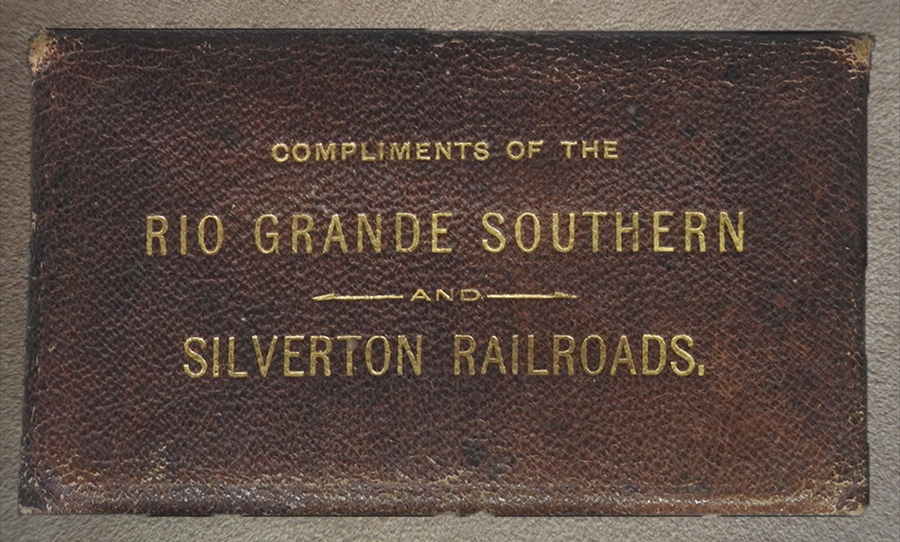 COMPLIMENTS OF THE
RIO GRANDE SOUTHERN
AND
SILVERTON RAILROADS.